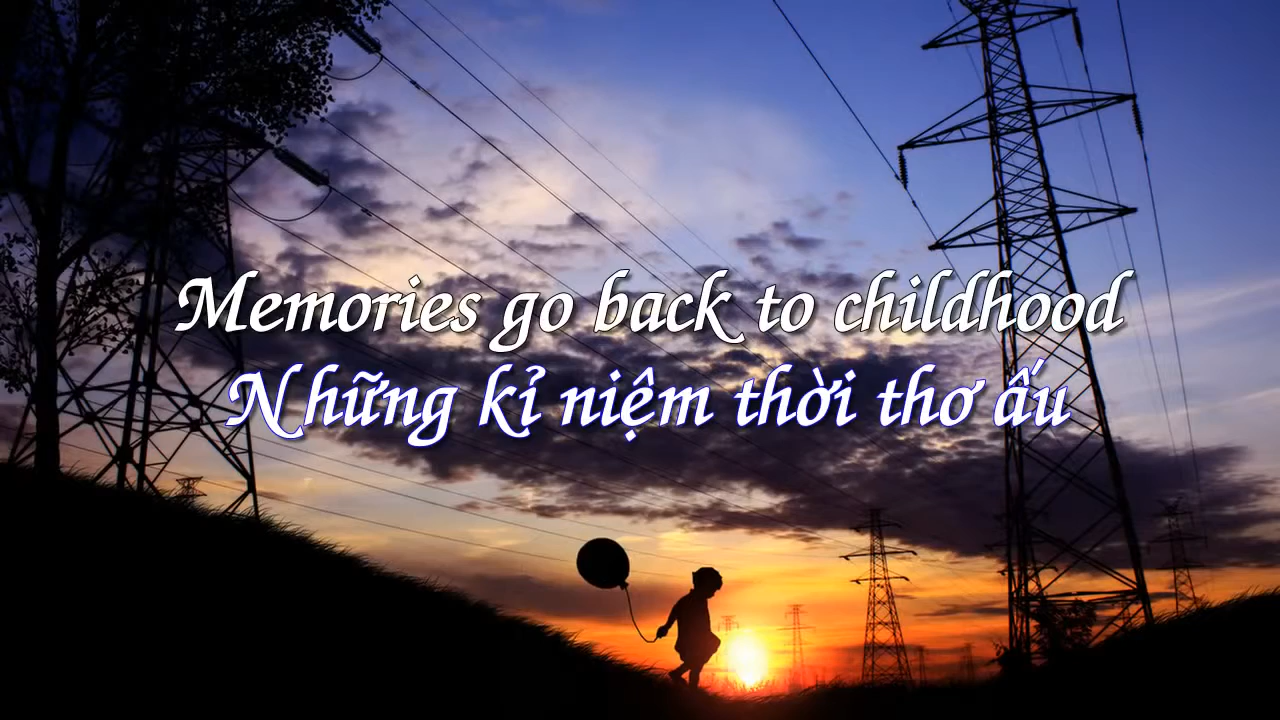 Memories go back to childhood
Những kỉ niệm thời thơ ấu